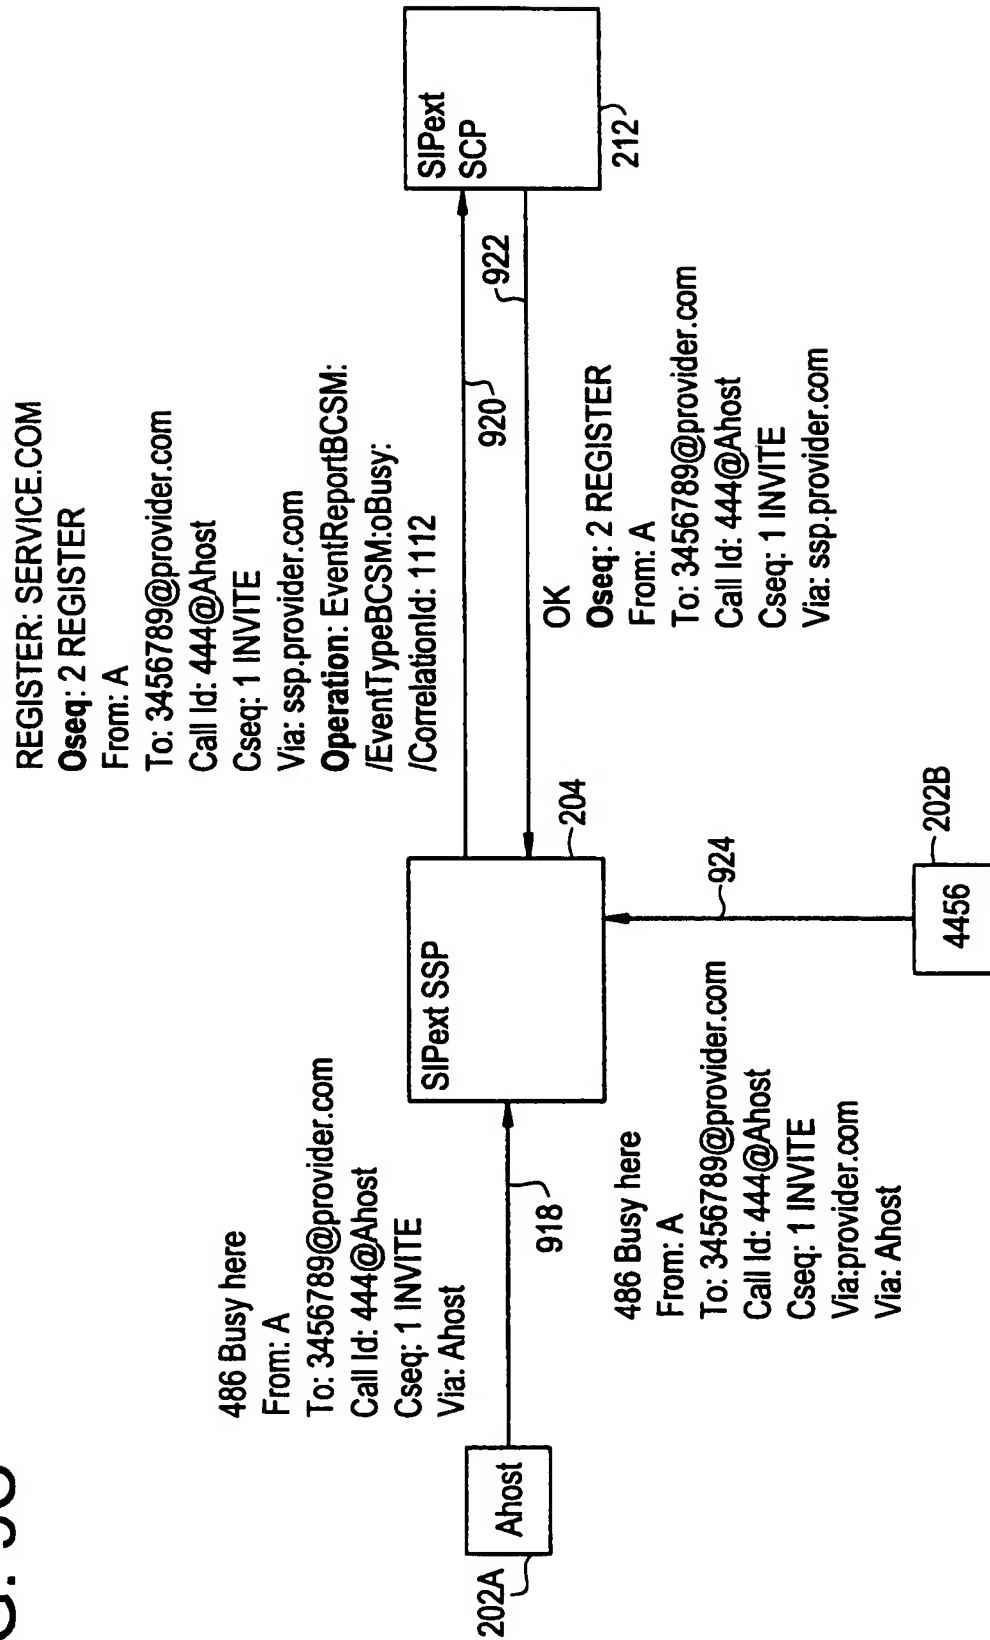 REGISTER: SERVICE.COM
Oseq: 2 REGISTER
From: A
To: 3456789@provider.com
Call Id: 444@Ahost
Cseq: 1 INVITE
Via: ssp.provider.com
Operation: EventReportBCSM:
/EventTypeBCSM:oBusy:
/CorrelationId: 1112
486 Busy here
From: A
To: 3456789@provider.com
Call Id: 444@Ahost
Cseq: 1 INVITE
Via: Ahost
202A
Ahost
918
SIPext SSP
204
920
922
SIPext
SCP
212
OK
Oseq: 2 REGISTER
From: A
To: 3456789@provider.com
Call Id: 444@Ahost
Cseq: 1 INVITE
Via: ssp.provider.com
486 Busy here
From: A
To: 3456789@provider.com
Call Id: 444@Ahost
Cseq: 1 INVITE
Via:provider.com
Via: Ahost
924
4456
202B